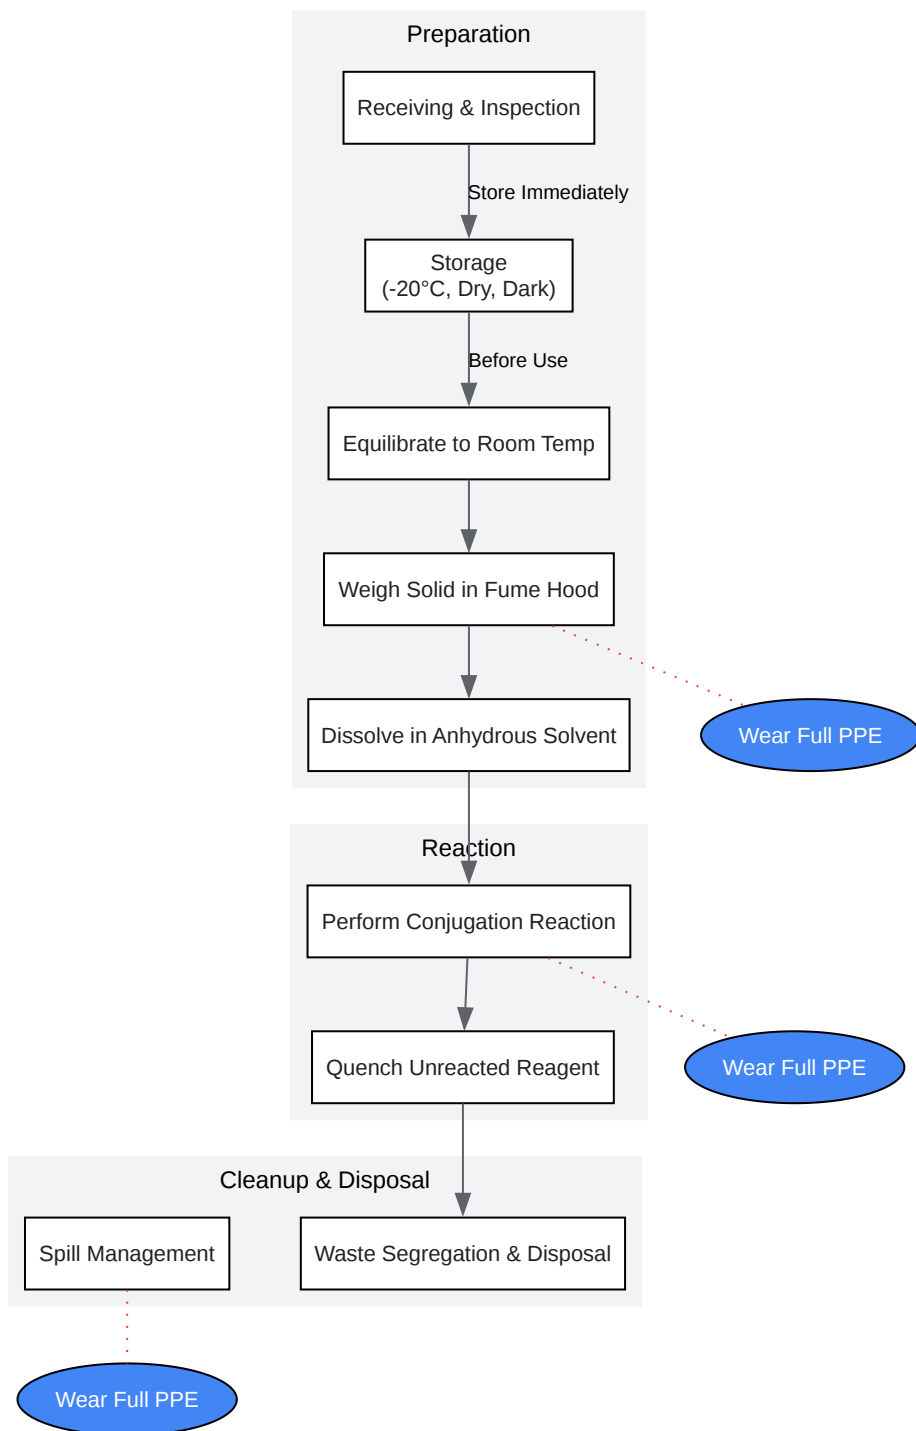 Preparation
Receiving & Inspection
Store Immediately
Storage
(-20°C, Dry, Dark)
Before Use
Equilibrate to Room Temp
Weigh Solid in Fume Hood
Dissolve in Anhydrous Solvent
Wear Full PPE
Reaction
Perform Conjugation Reaction
Quench Unreacted Reagent
Wear Full PPE
Cleanup & Disposal
Spill Management
Waste Segregation & Disposal
Wear Full PPE